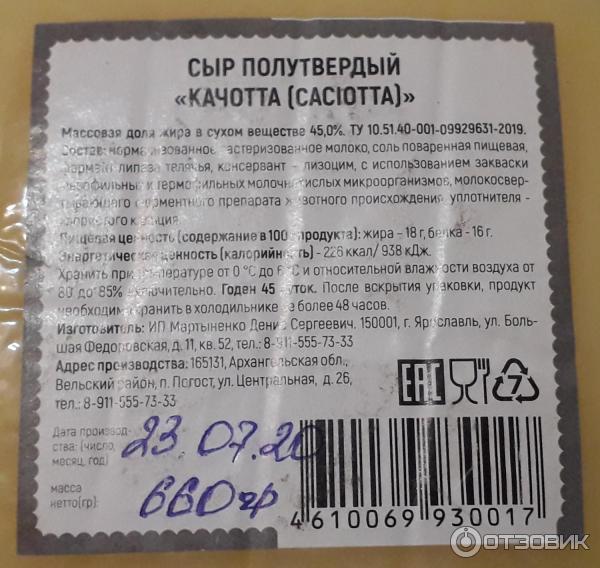 СЫР ПОЛУТВЕРДЫЙ
«КАЧОТТА (CACIOTTA)»
Массовая доля жира в сухом веществе 45,0%. ТУ 10.51.40-001-09929631-2019.
Состав: нормализованное пастеризованное молоко, соль поваренная пищевая,
фермент липаза телячья, консервант – лизоцим, с использованием закваски
мезофильных и термофильных молочнокислых микроорганизмов, молокосвер-
тывающего ферментного препарата животного происхождения, уплотнителя -
хлористого кальция.
Пищевая ценность (содержание в 100 г продукта): жира – 18 г, белка - 16 г.
Энергетическая ценность (калорийность) - 226 ккал/ 938 кДж.
Хранить при температуре от 0 °С до 6 °С и относительной влажности воздуха от
80 до 85% включительно. Годен 45 суток. После вскрытия упаковки, продукт
необходимо хранить в холодильнике не более 48 часов.
Изготовитель: ИП Мартыненко Денис Сергеевич. 150001, г. Ярославль, ул. Боль-
шая Федоровская, д. 11, кв. 52, тел.: 8-911-555-73-33
Адрес производства: 165131, Архангельская обл.,
Вельский район, п. Погост, ул. Центральная, д. 26,
тел.: 8-911-555-73-33
EAC 7
Дата производ-
ства: (число, 23.07.20
месяц, год)
масса
нетто(гр): 660гр
4 610069 930017
ОТЗОВИК